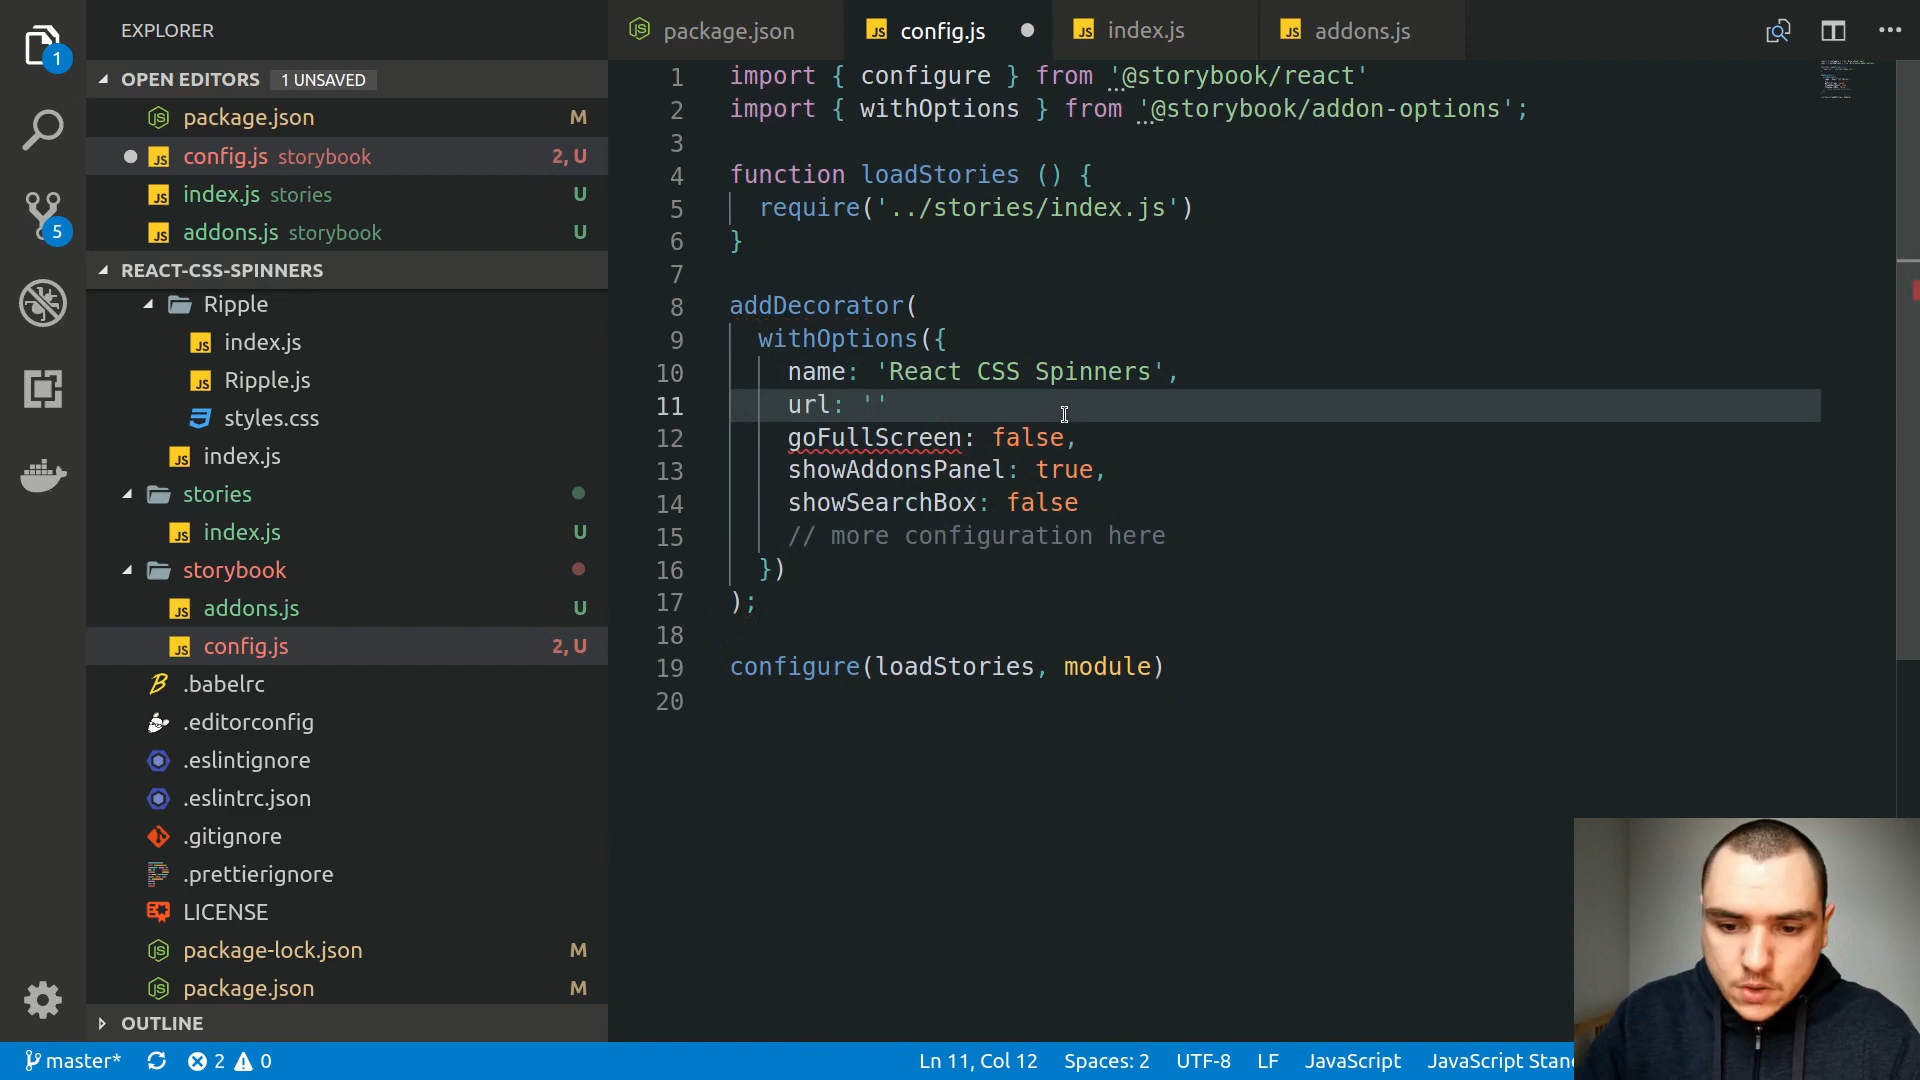 EXPLORER
OPEN EDITORS 1 UNSAVED
package.json M
config.js storybook 2, U
index.js stories U
addons.js storybook U
REACT-CSS-SPINNERS
Ripple
index.js
Ripple.js
styles.css
index.js
stories
index.js U
storybook
addons.js U
config.js 2, U
.babelrc
.editorconfig
.eslintignore
.eslintrc.json
.gitignore
.prettierignore
LICENSE
package-lock.json M
package.json M
OUTLINE
1
5
package.json
config.js
index.js
addons.js
1 import { configure } from '@storybook/react'
2 import { withOptions } from '@storybook/addon-options';
3
4 function loadStories () {
5 require('../stories/index.js')
6 }
7
8 addDecorator(
9 withOptions({
10 name: 'React CSS Spinners',
11 url: ''
12 goFullScreen: false,
13 showAddonsPanel: true,
14 showSearchBox: false
15 // more configuration here
16 })
17 );
18
19 configure(loadStories, module)
20
master* 2 0 Ln 11, Col 12 Spaces: 2 UTF-8 LF JavaScript JavaScript Stan